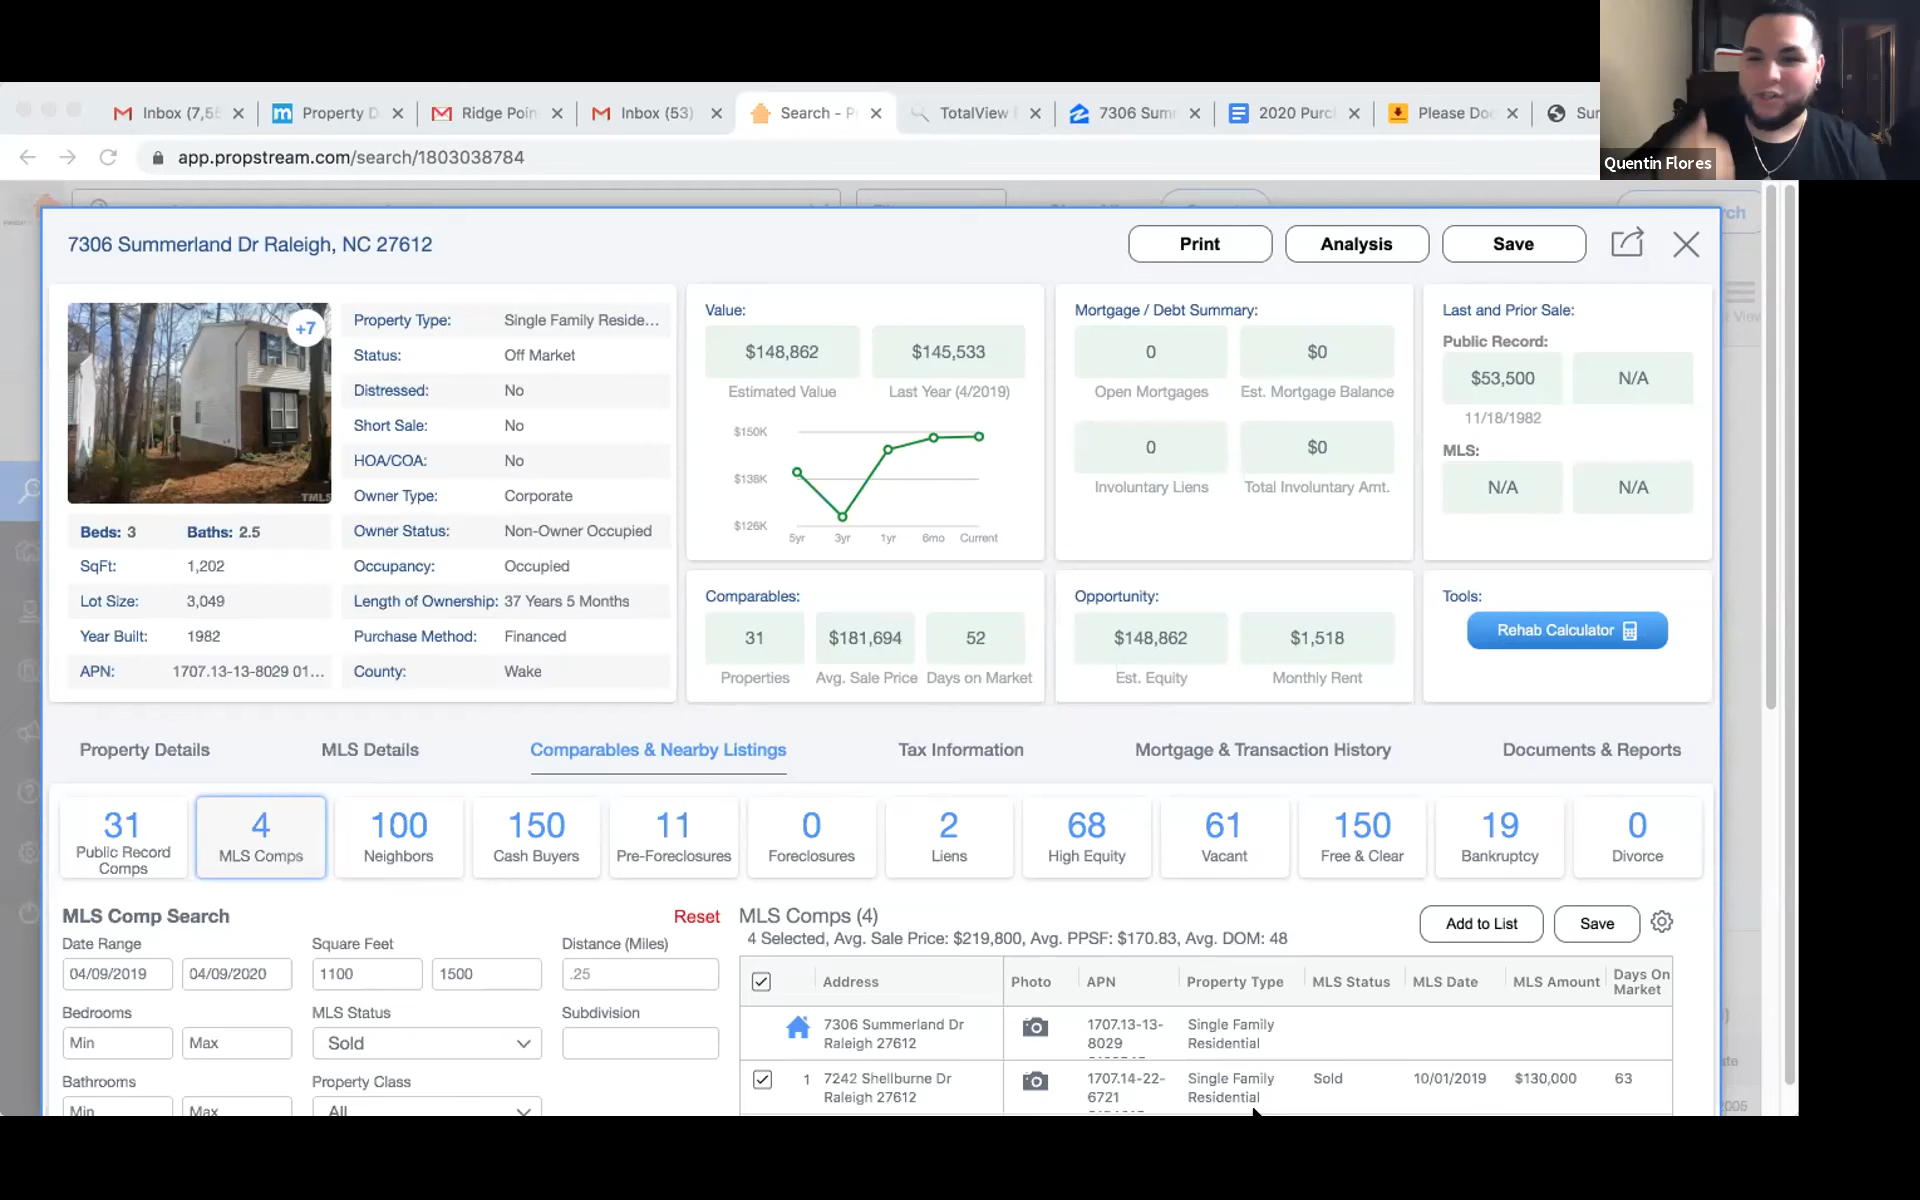 Inbox (7,5
Property D
Ridge Poin
Inbox (53)
Search - P
TotalView
7306 Sum
2020 Purc
Please Do
Sur
Quentin Flores
app.propstream.com/search/1803038784
7306 Summerland Dr Raleigh, NC 27612
Print
Analysis
Save
+7
TMLS
Beds: 3 Baths: 2.5
SqFt: 1,202
Lot Size: 3,049
Year Built: 1982
APN: 1707.13-13-8029 01...
Property Type: Single Family Reside...
Status: Off Market
Distressed: No
Short Sale: No
HOA/COA: No
Owner Type: Corporate
Owner Status: Non-Owner Occupied
Occupancy: Occupied
Length of Ownership: 37 Years 5 Months
Purchase Method: Financed
County: Wake
Value:
$148,862 $145,533
Estimated Value Last Year (4/2019)
$150K
$138K
$126K
5yr 3yr 1yr 6mo Current
Mortgage / Debt Summary:
0 $0
Open Mortgages Est. Mortgage Balance
0 $0
Involuntary Liens Total Involuntary Amt.
Last and Prior Sale:
Public Record:
$53,500 N/A
11/18/1982
MLS:
N/A N/A
Comparables:
31 $181,694 52
Properties Avg. Sale Price Days on Market
Opportunity:
$148,862 $1,518
Est. Equity Monthly Rent
Tools:
Rehab Calculator
Property Details
MLS Details
Comparables & Nearby Listings
Tax Information
Mortgage & Transaction History
Documents & Reports
31
Public Record
Comps
4
MLS Comps
100
Neighbors
150
Cash Buyers
11
Pre-Foreclosures
0
Foreclosures
2
Liens
68
High Equity
61
Vacant
150
Free & Clear
19
Bankruptcy
0
Divorce
MLS Comp Search Reset
Date Range Square Feet Distance (Miles)
04/09/2019 04/09/2020 1100 1500 .25
Bedrooms MLS Status Subdivision
Min Max Sold
Bathrooms Property Class
Min Max All
MLS Comps (4)
4 Selected, Avg. Sale Price: $219,800, Avg. PPSF: $170.83, Avg. DOM: 48
Add to List
Save
Address Photo APN Property Type MLS Status MLS Date MLS Amount Days On
Market
7306 Summerland Dr 1707.13-13- Single Family
Raleigh 27612 8029 Residential
1 7242 Shellburne Dr 1707.14-22- Single Family Sold 10/01/2019 $130,000 63
Raleigh 27612 6721 Residential